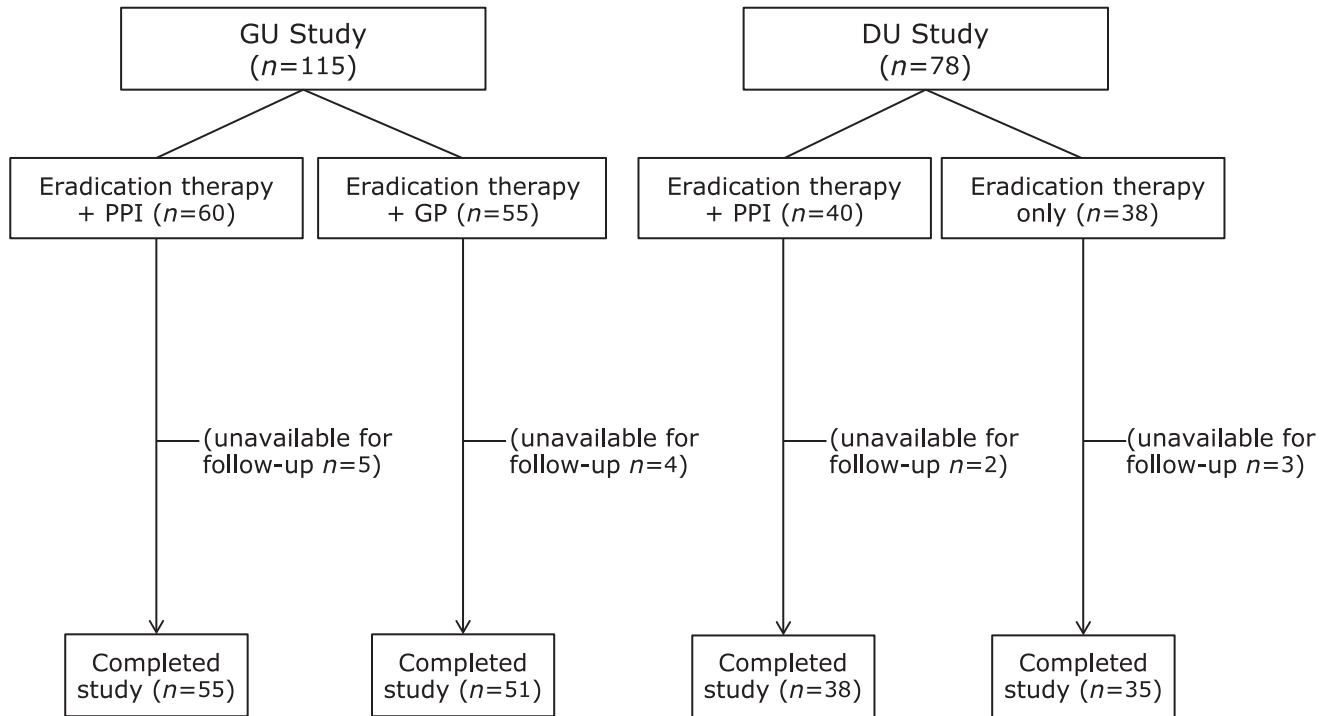 GU Study
(n=115)
DU Study
(n=78)
Eradication therapy
+ PPI (n=60)
Eradication therapy
+ GP (n=55)
Eradication therapy
+ PPI (n=40)
Eradication therapy
only (n=38)
(unavailable for
follow-up n=5)
(unavailable for
follow-up n=4)
(unavailable for
follow-up n=2)
(unavailable for
follow-up n=3)
Completed
study (n=55)
Completed
study (n=51)
Completed
study (n=38)
Completed
study (n=35)